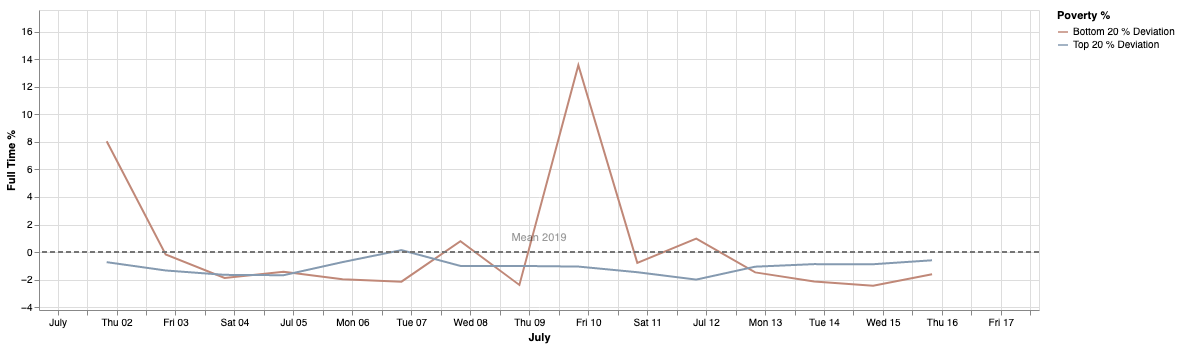 Poverty %
Bottom 20 % Deviation
Top 20 % Deviation
Full Time %
16
14
12
10
8
6
4
2
0
−2
−4
Mean 2019
July Thu 02 Fri 03 Sat 04 Jul 05 Mon 06 Tue 07 Wed 08 Thu 09 Fri 10 Sat 11 Jul 12 Mon 13 Tue 14 Wed 15 Thu 16 Fri 17
July